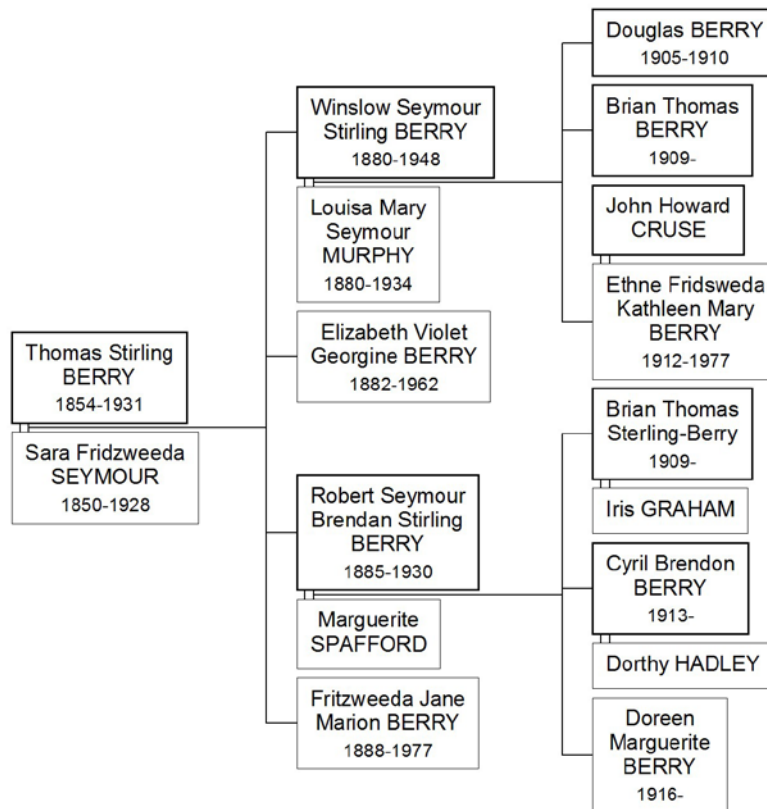 Thomas Stirling
BERRY
1854-1931
Sara Fridzweeda
SEYMOUR
1850-1928
Winslow Seymour
Stirling BERRY
1880-1948
Louisa Mary
Seymour
MURPHY
1880-1934
Elizabeth Violet
Georgine BERRY
1882-1962
Robert Seymour
Brendan Stirling
BERRY
1885-1930
Marguerite
SPAFFORD
Fritzweeda Jane
Marion BERRY
1888-1977
Douglas BERRY
1905-1910
Brian Thomas
BERRY
1909-
John Howard
CRUSE
Ethne Fridsweda
Kathleen Mary
BERRY
1912-1977
Brian Thomas
Sterling-Berry
1909-
Iris GRAHAM
Cyril Brendon
BERRY
1913-
Dorthy HADLEY
Doreen
Marguerite
BERRY
1916-